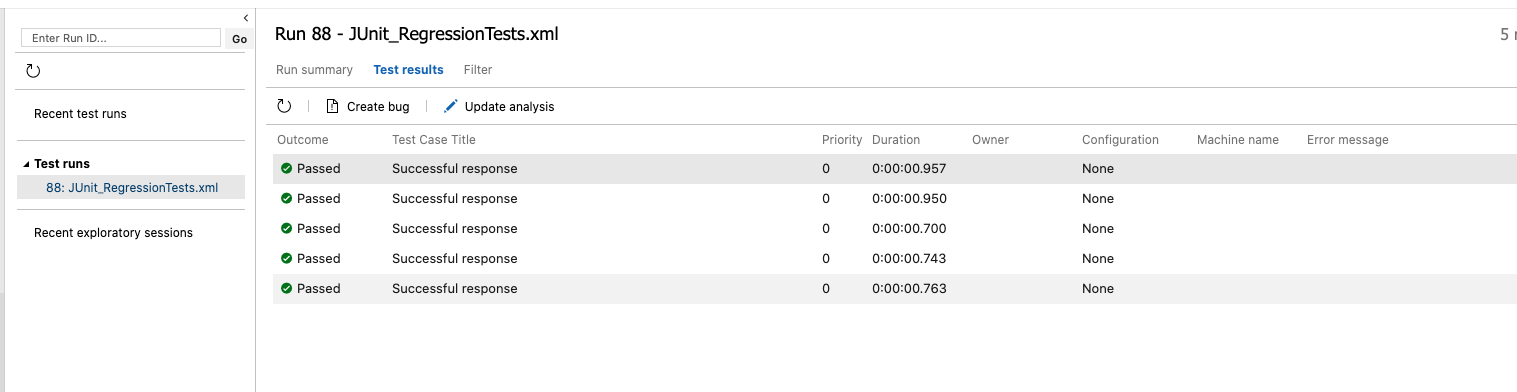 Enter Run ID...
Go
Recent test runs
Test runs
88: JUnit_RegressionTests.xml
Recent exploratory sessions
Run 88 - JUnit_RegressionTests.xml
5
Run summary Test results Filter
Create bug Update analysis
Outcome Test Case Title Priority Duration Owner Configuration Machine name Error message
Passed Successful response 0 0:00:00.957 None
Passed Successful response 0 0:00:00.950 None
Passed Successful response 0 0:00:00.700 None
Passed Successful response 0 0:00:00.743 None
Passed Successful response 0 0:00:00.763 None